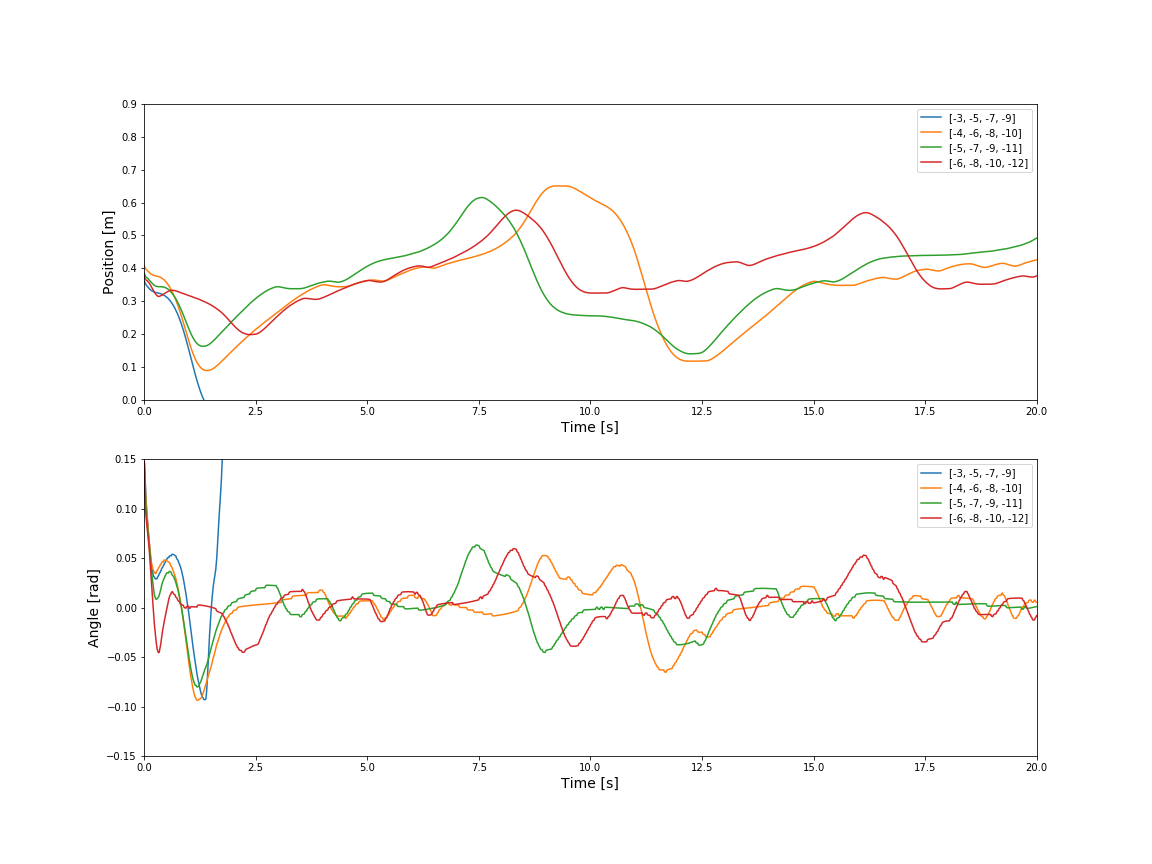 0.9
0.8
0.7
0.6
0.5
0.4
0.3
0.2
0.1
0.0
Position [m]
[-3, -5, -7, -9]
[-4, -6, -8, -10]
[-5, -7, -9, -11]
[-6, -8, -10, -12]
0.0 2.5 5.0 7.5 10.0 12.5 15.0 17.5 20.0
Time [s]
0.15
0.10
0.05
0.00
−0.05
−0.10
−0.15
Angle [rad]
[-3, -5, -7, -9]
[-4, -6, -8, -10]
[-5, -7, -9, -11]
[-6, -8, -10, -12]
0.0 2.5 5.0 7.5 10.0 12.5 15.0 17.5 20.0
Time [s]